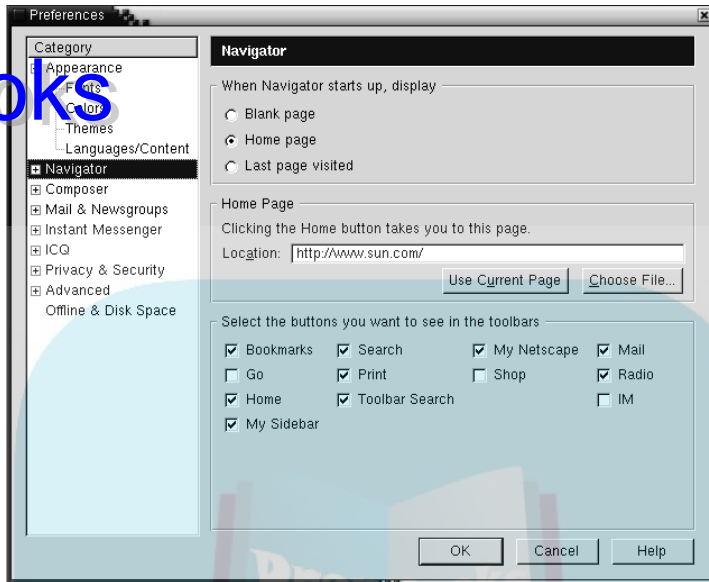 Preferences
Category
Appearance
Fonts
Colors
Themes
Languages/Content
Navigator
Composer
Mail & Newsgroups
Instant Messenger
ICQ
Privacy & Security
Advanced
Offline & Disk Space
oks
Navigator
When Navigator starts up, display
Blank page
Home page
Last page visited
Home Page
Clicking the Home button takes you to this page.
Location: http://www.sun.com/
Use Current Page Choose File...
Select the buttons you want to see in the toolbars
Bookmarks Search My Netscape Mail
Go Print Shop Radio
Home Toolbar Search IM
My Sidebar
OK Cancel Help